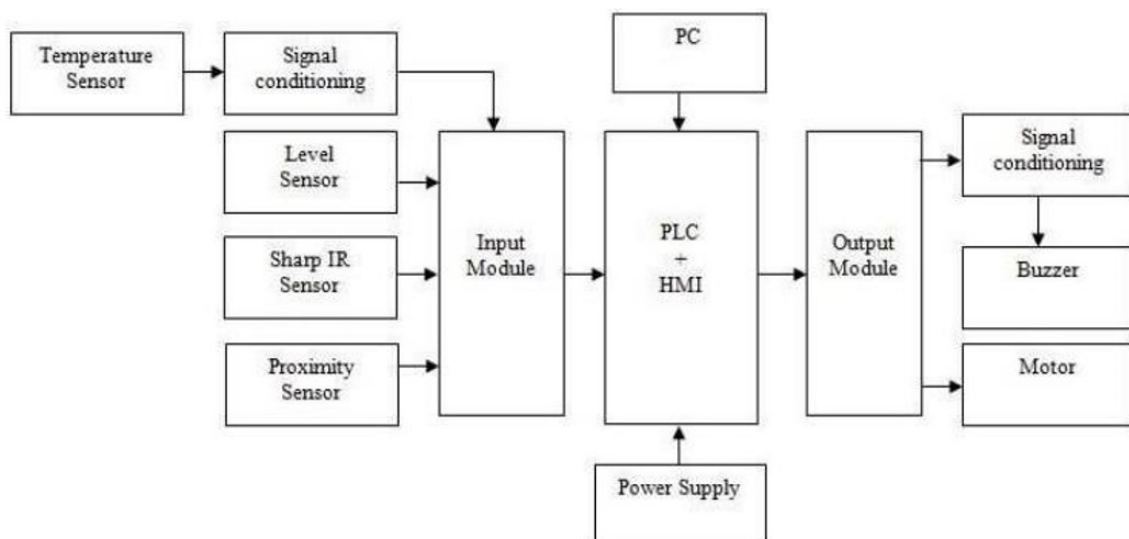 Temperature
Sensor
Signal
conditioning
Level
Sensor
Sharp IR
Sensor
Proximity
Sensor
Input
Module
PC
PLC
+
HMI
Power Supply
Output
Module
Signal
conditioning
Buzzer
Motor